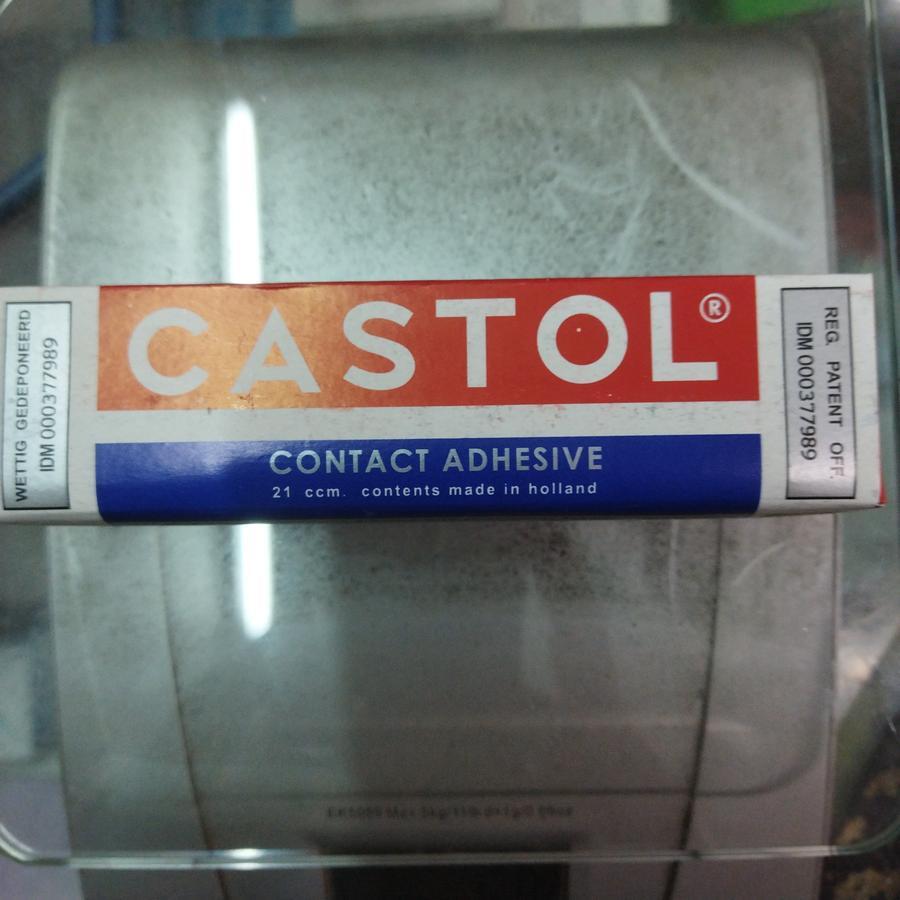 WETTIG GEDEPONEERD
IDM 000377989
CASTOL®
CONTACT ADHESIVE
21 ccm. contents made in holland
REG. PATENT OFF.
IDM 000377989